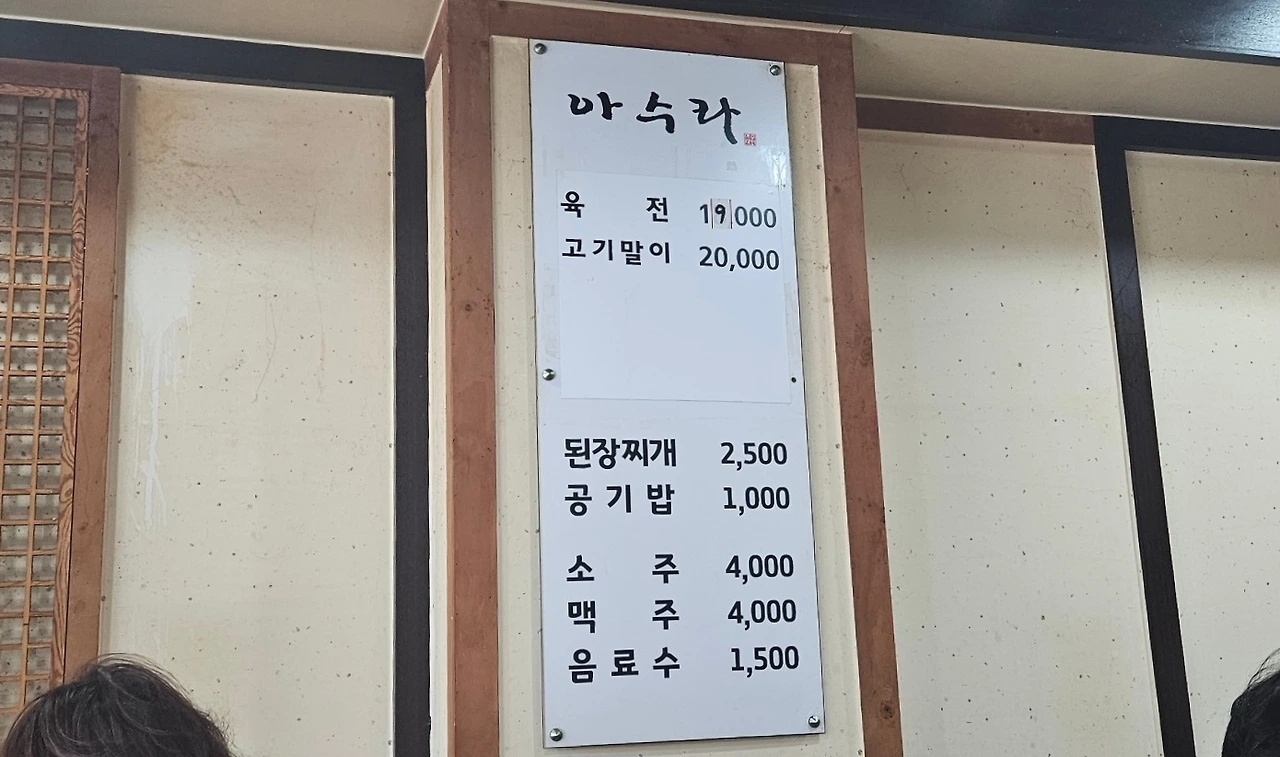 아수라
육전 19,000
고기말이 20,000
된장찌개 2,500
공기밥 1,000
소주 4,000
맥주 4,000
음료수 1,500